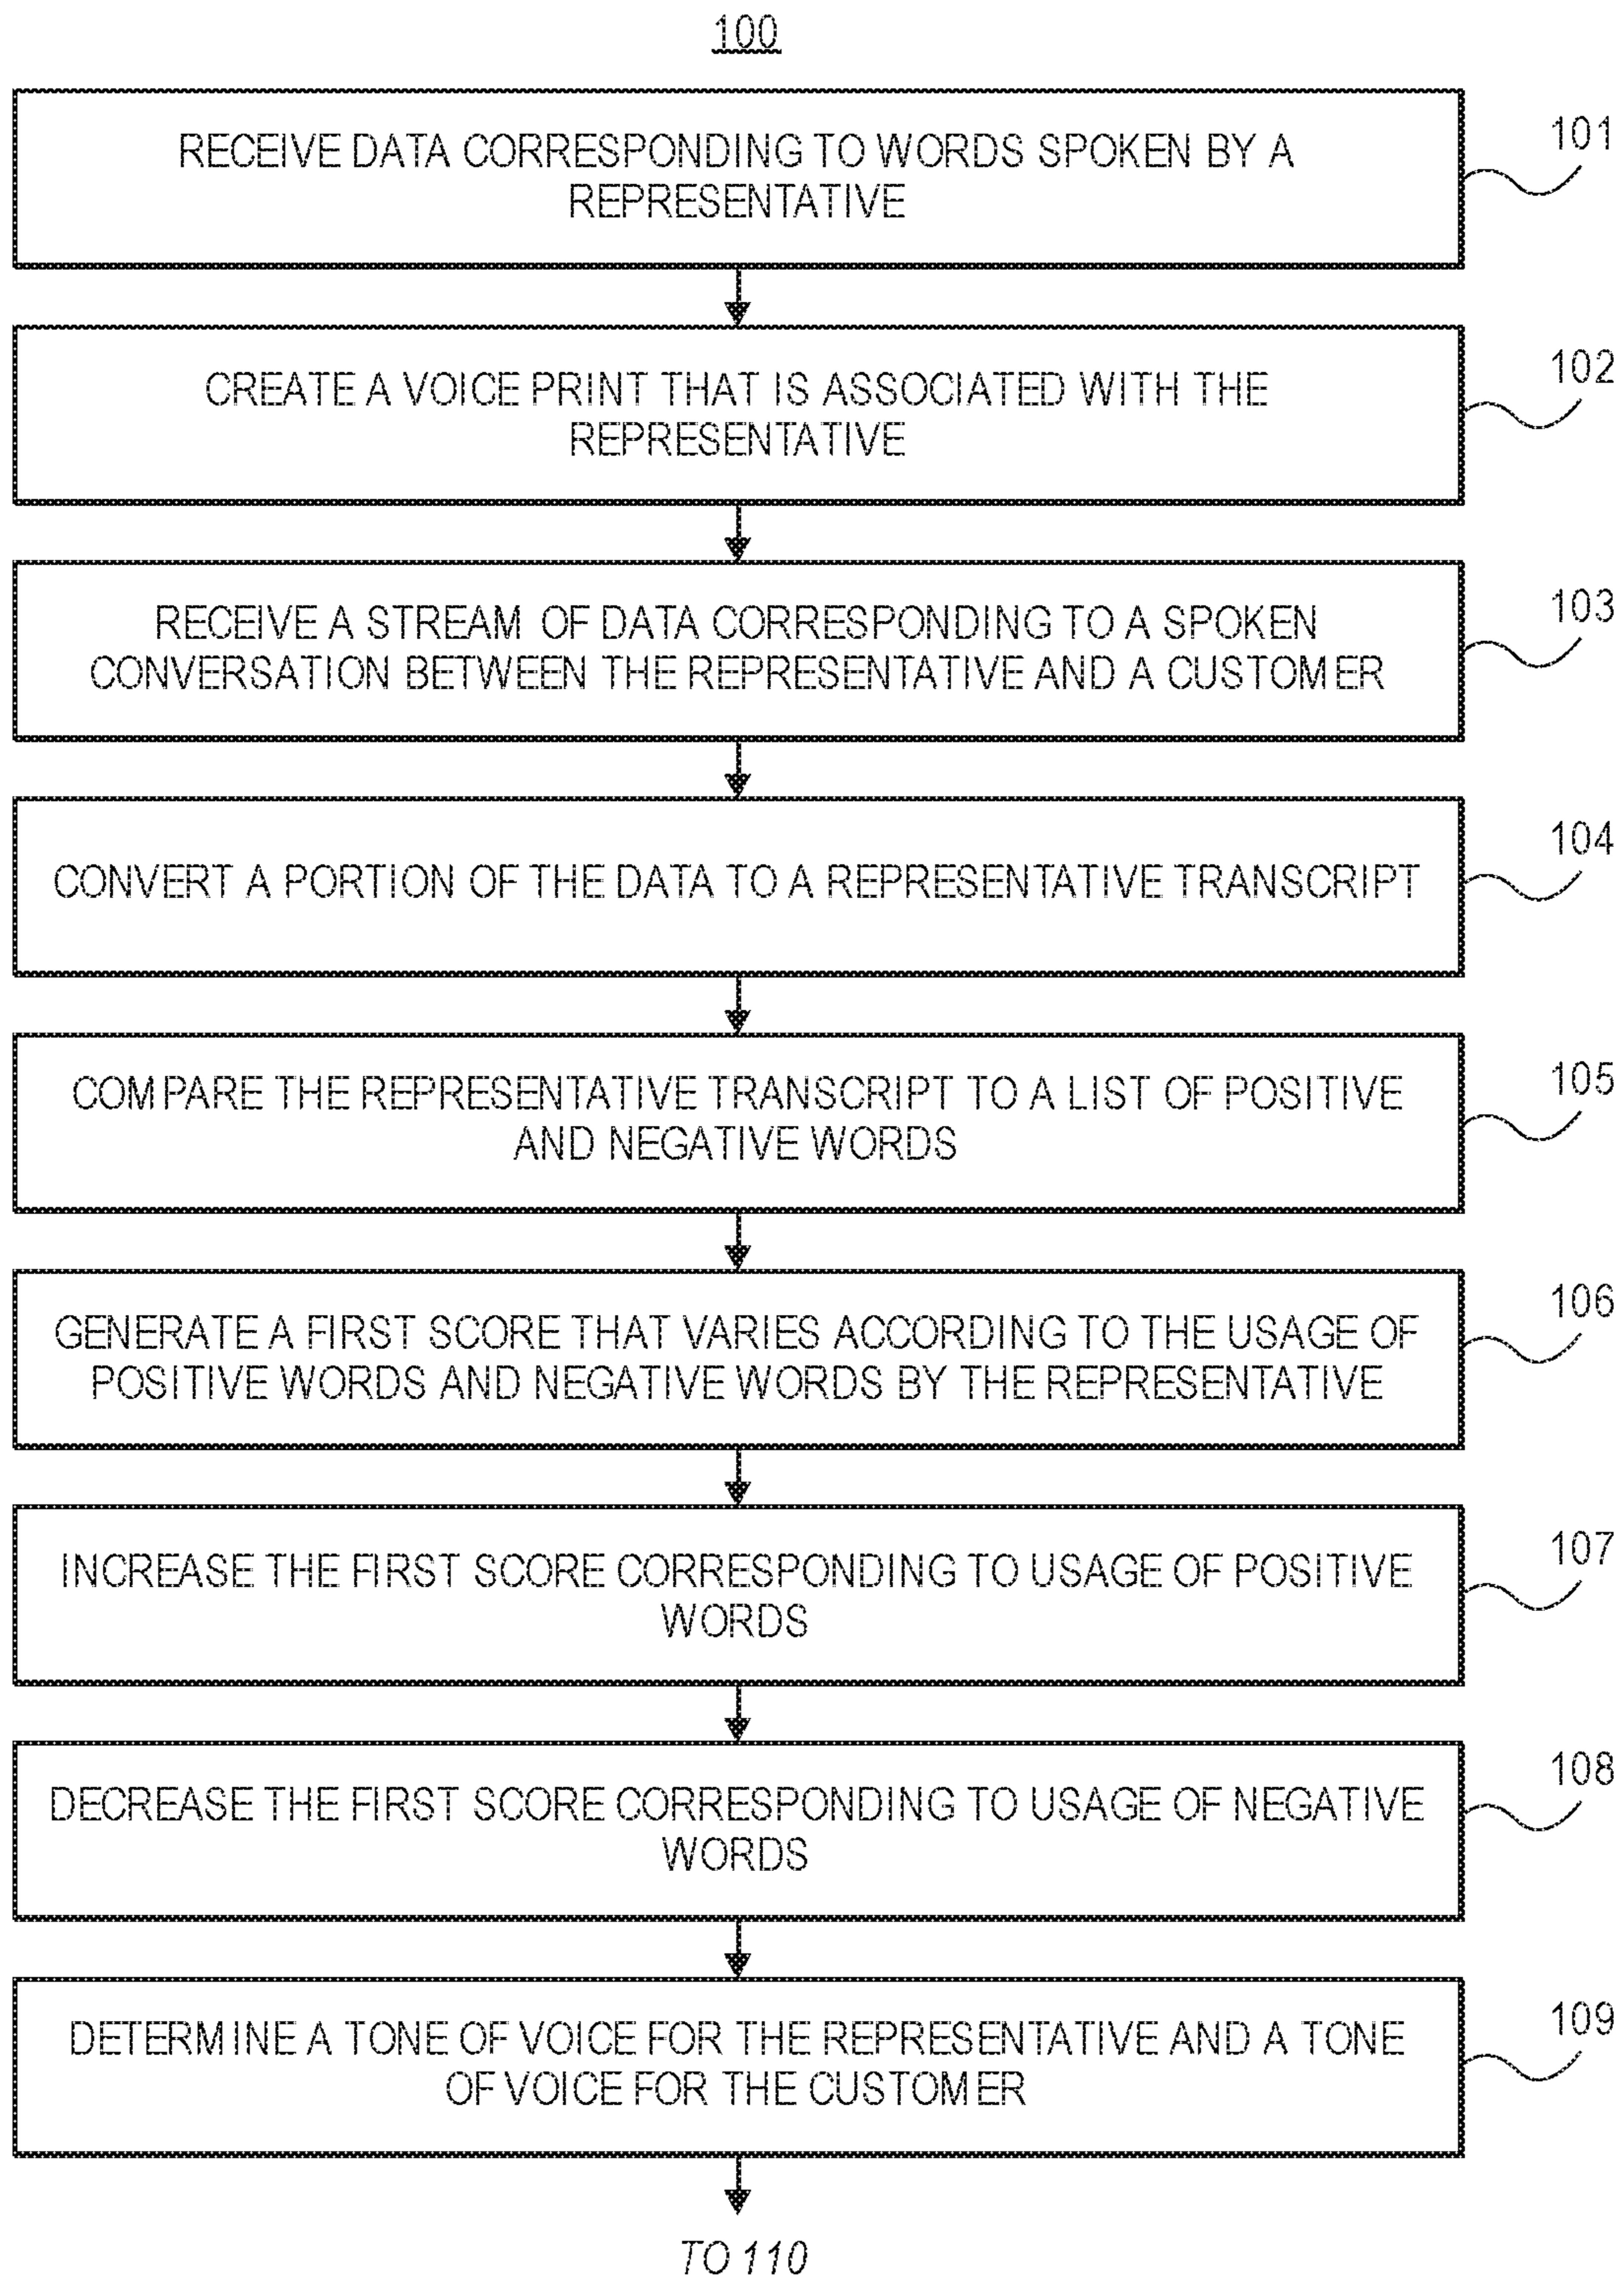 100
RECEIVE DATA CORRESPONDING TO WORDS SPOKEN BY A
REPRESENTATIVE
101
CREATE A VOICE PRINT THAT IS ASSOCIATED WITH THE
REPRESENTATIVE
102
RECEIVE A STREAM OF DATA CORRESPONDING TO A SPOKEN
CONVERSATION BETWEEN THE REPRESENTATIVE AND A CUSTOMER
103
CONVERT A PORTION OF THE DATA TO A REPRESENTATIVE TRANSCRIPT
104
COMPARE THE REPRESENTATIVE TRANSCRIPT TO A LIST OF POSITIVE
AND NEGATIVE WORDS
105
GENERATE A FIRST SCORE THAT VARIES ACCORDING TO THE USAGE OF
POSITIVE WORDS AND NEGATIVE WORDS BY THE REPRESENTATIVE
106
INCREASE THE FIRST SCORE CORRESPONDING TO USAGE OF POSITIVE
WORDS
107
DECREASE THE FIRST SCORE CORRESPONDING TO USAGE OF NEGATIVE
WORDS
108
DETERMINE A TONE OF VOICE FOR THE REPRESENTATIVE AND A TONE
OF VOICE FOR THE CUSTOMER
109
TO 110